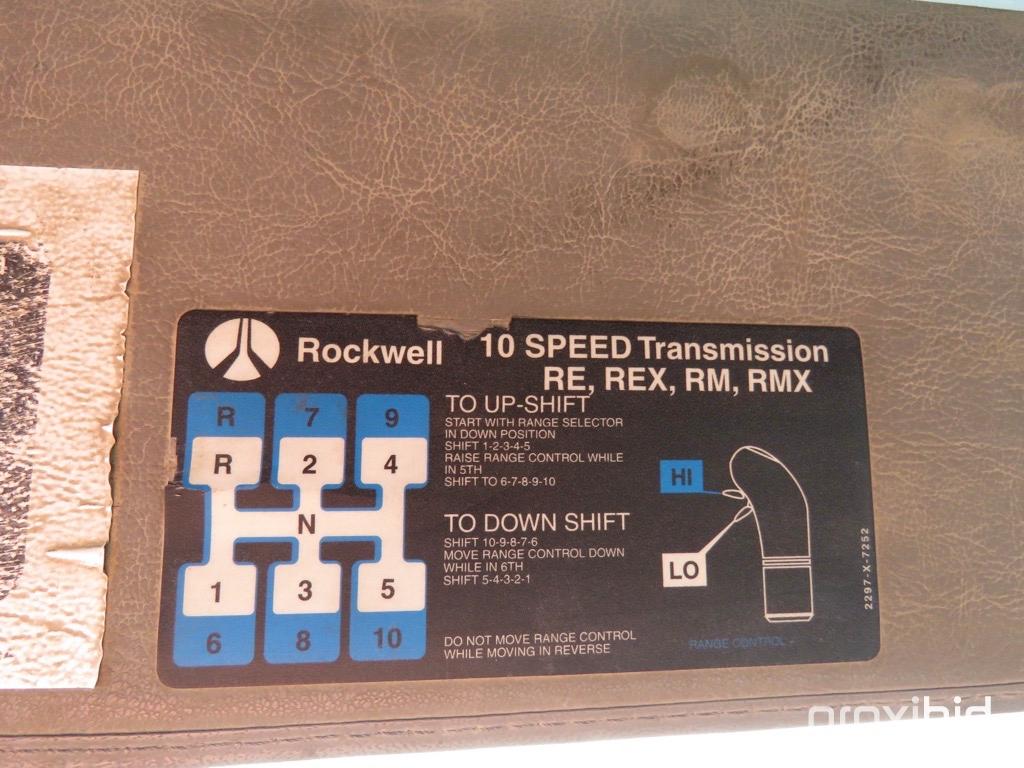 Rockwell
10 SPEED Transmission
RE, REX, RM, RMX
R 7 9
R 2 4
N
1 3 5
6 8 10
TO UP-SHIFT
START WITH RANGE SELECTOR
IN DOWN POSITION
SHIFT 1-2-3-4-5
RAISE RANGE CONTROL WHILE
IN 5TH
SHIFT TO 6-7-8-9-10
TO DOWN SHIFT
SHIFT 10-9-8-7-6
MOVE RANGE CONTROL DOWN
WHILE IN 6TH
SHIFT 5-4-3-2-1
DO NOT MOVE RANGE CONTROL
WHILE MOVING IN REVERSE
HI
LO
RANGE CONTROL
2297-X-7252
proxibid